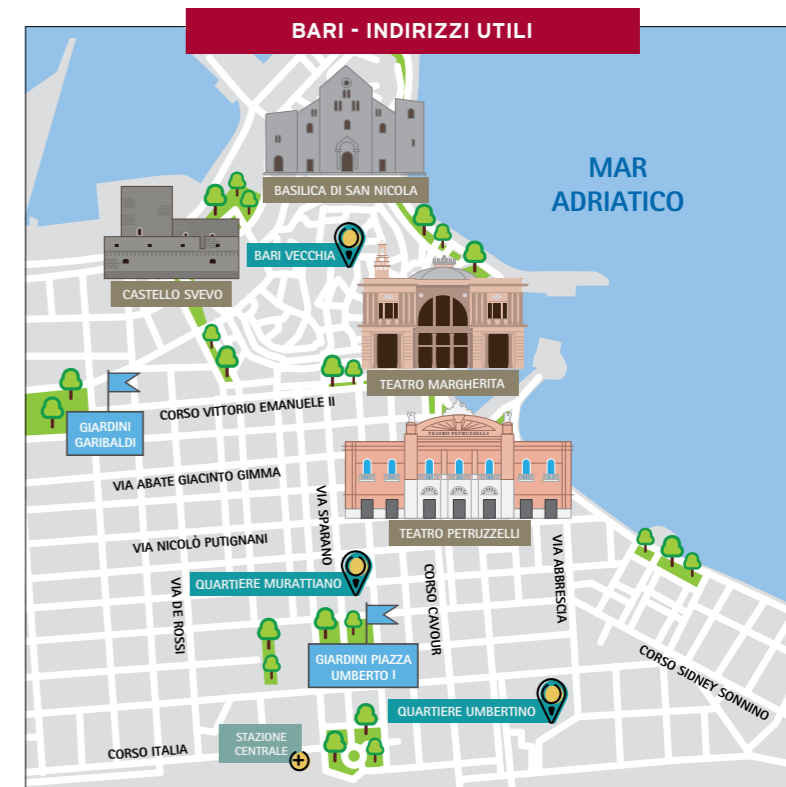 BARI - INDIRIZZI UTILI
MAR
ADRIATICO
BASILICA DI SAN NICOLA
BARI VECCHIA
CASTELLO SVEVO
TEATRO MARGHERITA
CORSO VITTORIO EMANUELE II
GIARDINI
GARIBALDI
TEATRO PETRUZZELLI
VIA ABATE GIACINTO GIMMA
VIA SPARANO
TEATRO PETRUZZELLI
VIA NICOLÒ PUTIGNANI
VIA ABBRESCIA
QUARTIERE MURATTIANO
CORSO CAVOUR
VIA DE ROSSI
GIARDINI PIAZZA
UMBERTO I
CORSO SIDNEY SONNINO
QUARTIERE UMBERTINO
STAZIONE
CENTRALE
CORSO ITALIA